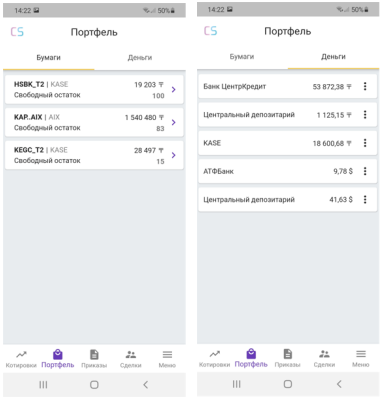 14:22 50%
CS Портфель
Бумаги Деньги
HSBK_T2 | KASE 19 203 ₸
Свободный остаток 100
KAP..AIX | AIX 1 540 480 ₸
Свободный остаток 83
KEGC_T2 | KASE 28 497 ₸
Свободный остаток 15
Котировки Портфель Приказы Сделки Меню
14:22 50%
CS Портфель
Бумаги Деньги
Банк ЦентрКредит 53 872,38 ₸
Центральный депозитарий 1 125,15 ₸
KASE 18 600,68 ₸
АТФБанк 9,78 $
Центральный депозитарий 41,63 $
Котировки Портфель Приказы Сделки Меню